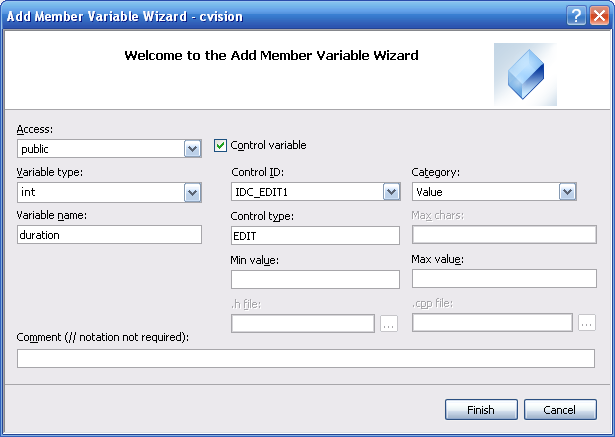 Add Member Variable Wizard - cvision
Welcome to the Add Member Variable Wizard
Access:
public
Control variable
Variable type:
int
Control ID:
IDC_EDIT1
Category:
Value
Variable name:
duration
Control type:
EDIT
Max chars:
Min value:
Max value:
.h file:
...
.cpp file:
...
Comment (// notation not required):
Finish
Cancel